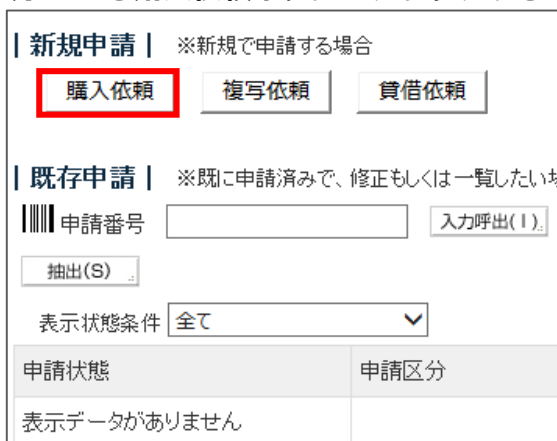 | 新規申請 | ※新規で申請する場合
購入依頼 複写依頼 貸借依頼
| 既存申請 | ※既に申請済みで、修正もしくは一覧したい
申請番号 入力呼出(I)
抽出(S)
表示状態条件 全て
申請状態 申請区分
表示データがありません